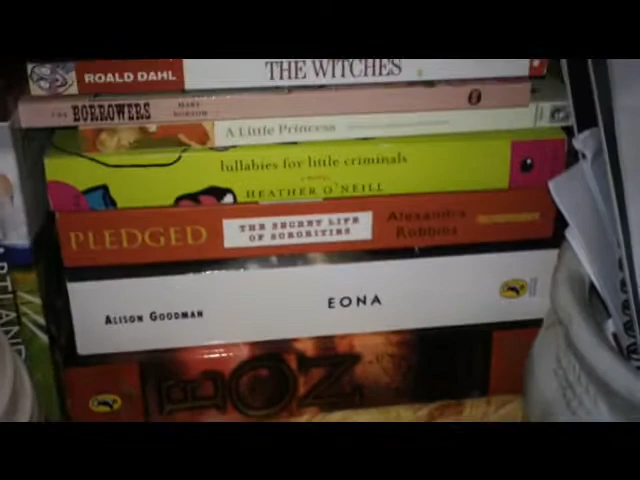 ROALD DAHL
THE WITCHES
THE BORROWERS
MARY
NORTON
A Little Princess
lullabies for little criminals
HEATHER O'NEILL
PLEDGED
THE SECRET LIFE
OF SORORITIES
Alexandra
Robbins
ALISON GOODMAN
EONA